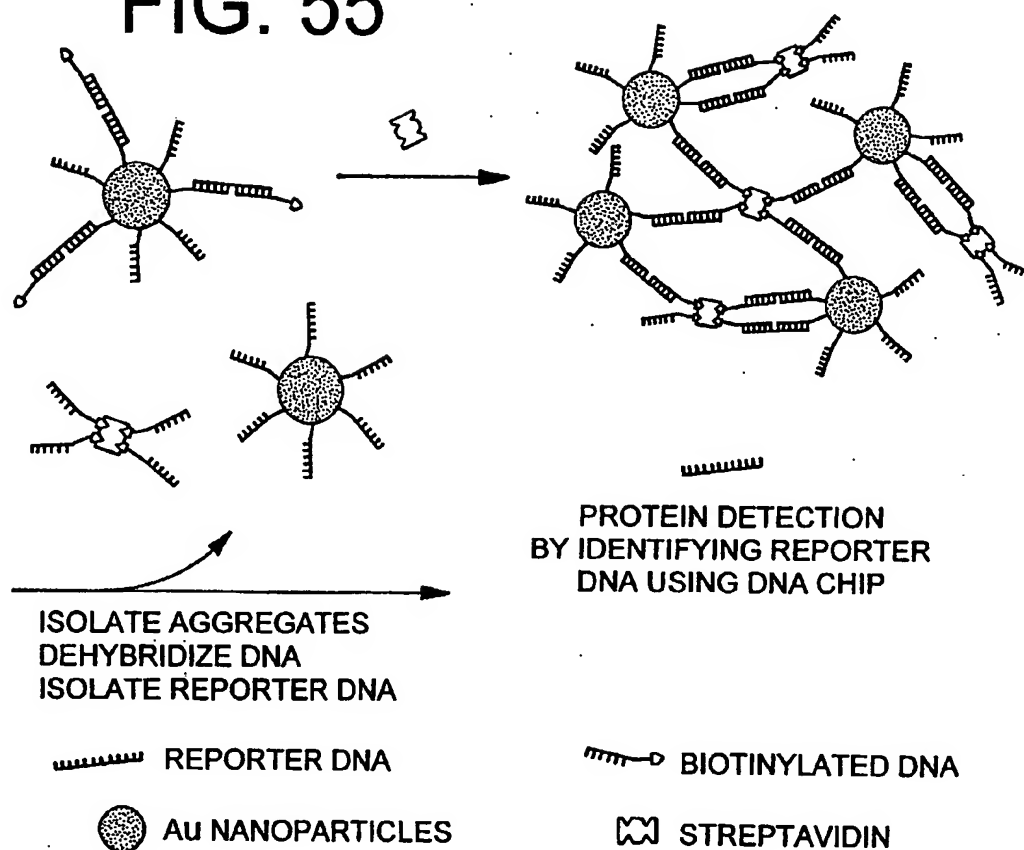 FIG. 55
PROTEIN DETECTION
BY IDENTIFYING REPORTER
DNA USING DNA CHIP
ISOLATE AGGREGATES
DEHYBRIDIZE DNA
ISOLATE REPORTER DNA
REPORTER DNA
BIOTINYLATED DNA
Au NANOPARTICLES
STREPTAVIDIN